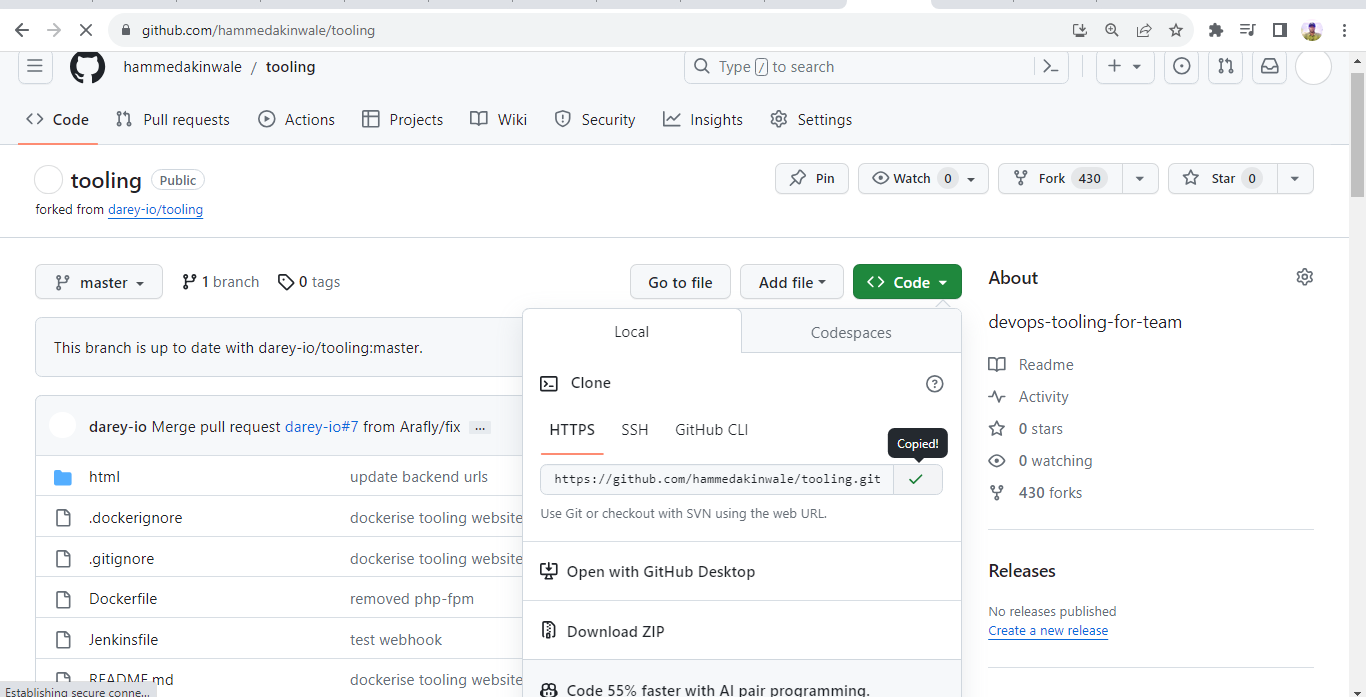 github.com/hammedakinwale/tooling
hammedakinwale / tooling
Type / to search
Code Pull requests Actions Projects Wiki Security Insights Settings
tooling Public
Pin Watch 0 Fork 430 Star 0
forked from darey-io/tooling
master 1 branch 0 tags Go to file Add file Code
About
devops-tooling-for-team
This branch is up to date with darey-io/tooling:master.
Local Codespaces
Clone
HTTPS SSH GitHub CLI
Copied!
https://github.com/hammedakinwale/tooling.git
Use Git or checkout with SVN using the web URL.
Open with GitHub Desktop
Download ZIP
Code 55% faster with AI pair programming.
darey-io Merge pull request darey-io#7 from Arafly/fix ...
html update backend urls
.dockerignore dockerise tooling website
.gitignore dockerise tooling website
Dockerfile removed php-fpm
Jenkinsfile test webhook
README.md dockerise tooling website
Readme
Activity
0 stars
0 watching
430 forks
Releases
No releases published
Create a new release
Establishing secure conne...